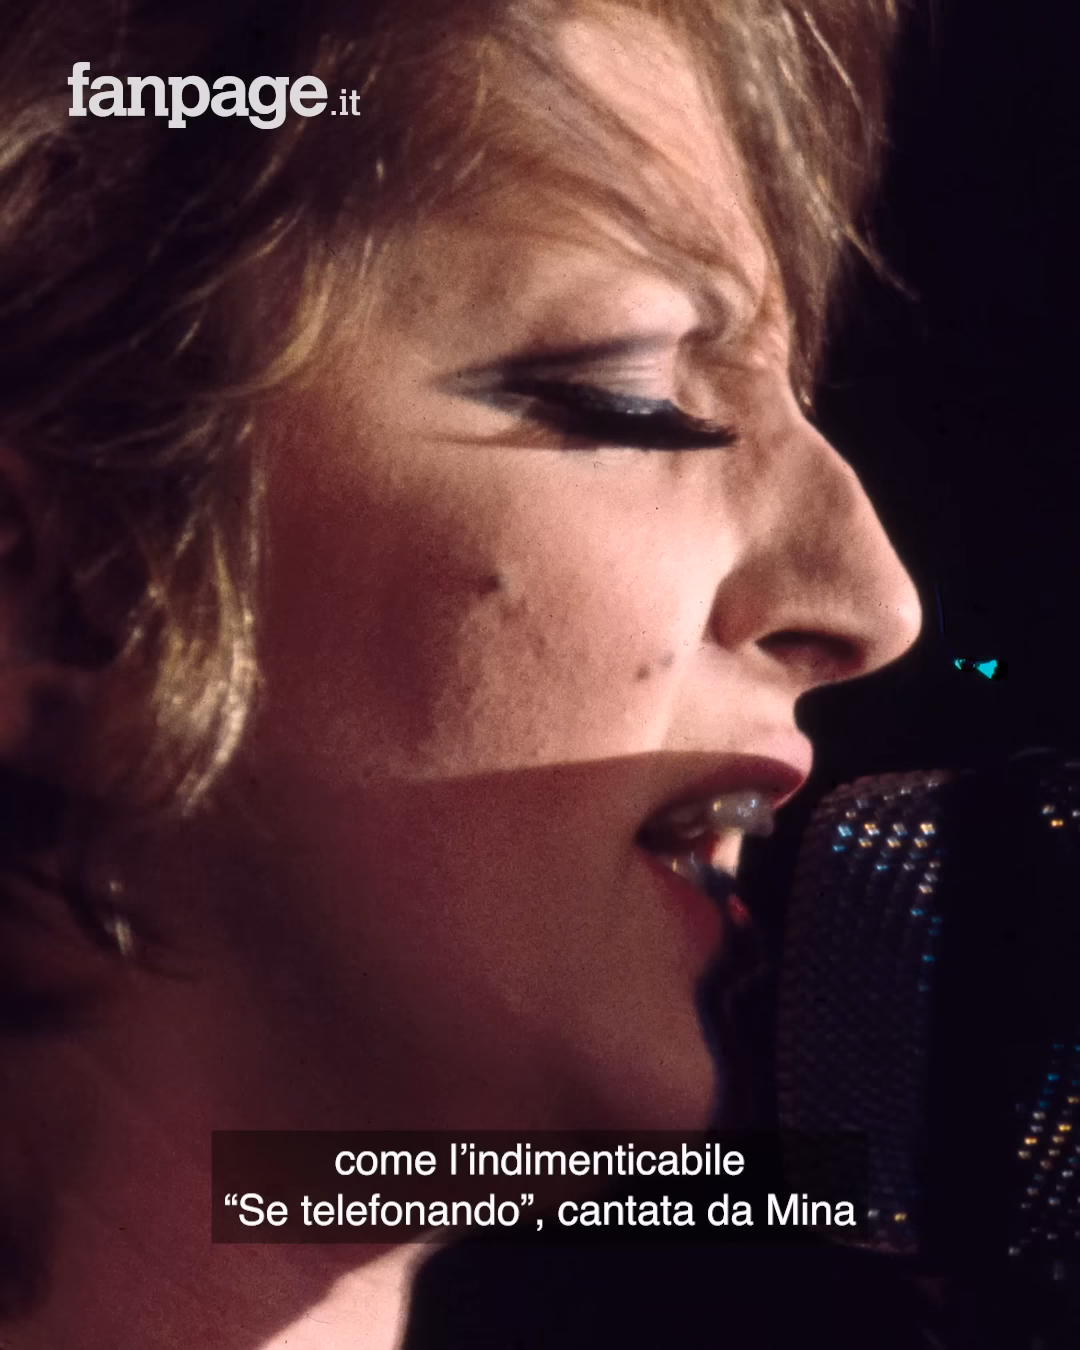 fanpage.it
come l’indimenticabile
“Se telefonando”, cantata da Mina